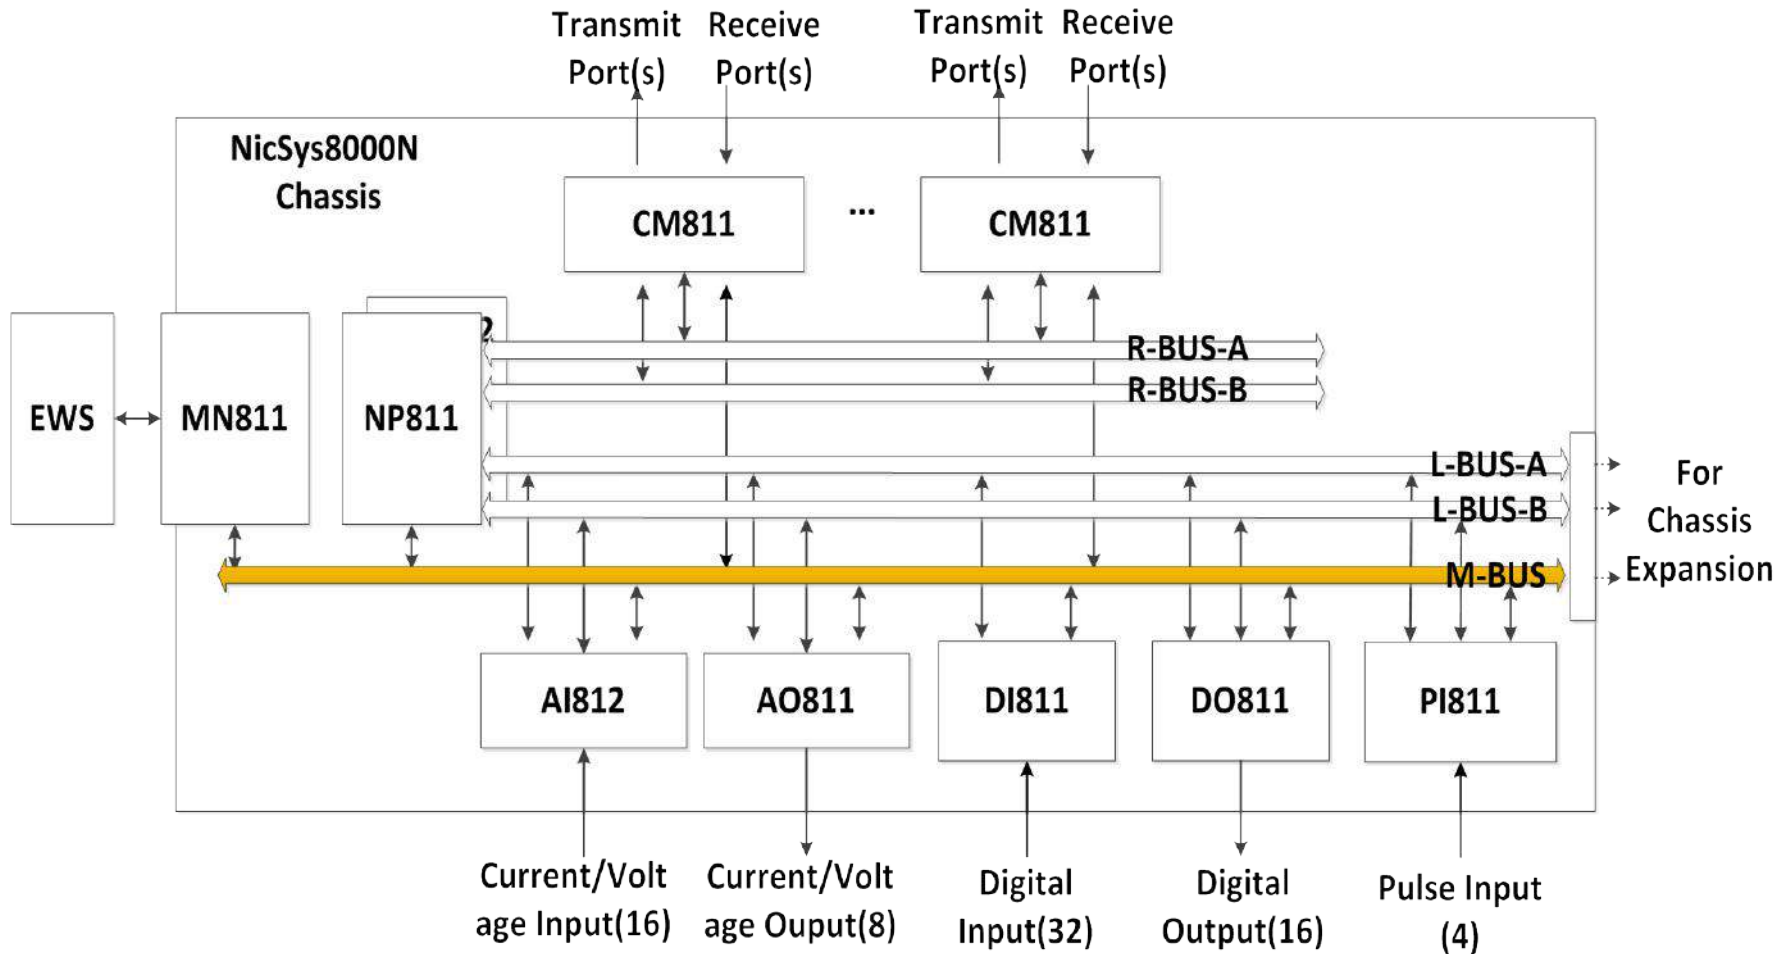 Transmit
Port(s)
Receive
Port(s)
Transmit
Port(s)
Receive
Port(s)
NicSys8000N
Chassis
CM811
...
CM811
EWS
MN811
NP811
2
R-BUS-A
R-BUS-B
L-BUS-A
L-BUS-B
M-BUS
For
Chassis
Expansion
AI812
AO811
DI811
DO811
PI811
Current/Volt
age Input(16)
Current/Volt
age Ouput(8)
Digital
Input(32)
Digital
Output(16)
Pulse Input
(4)